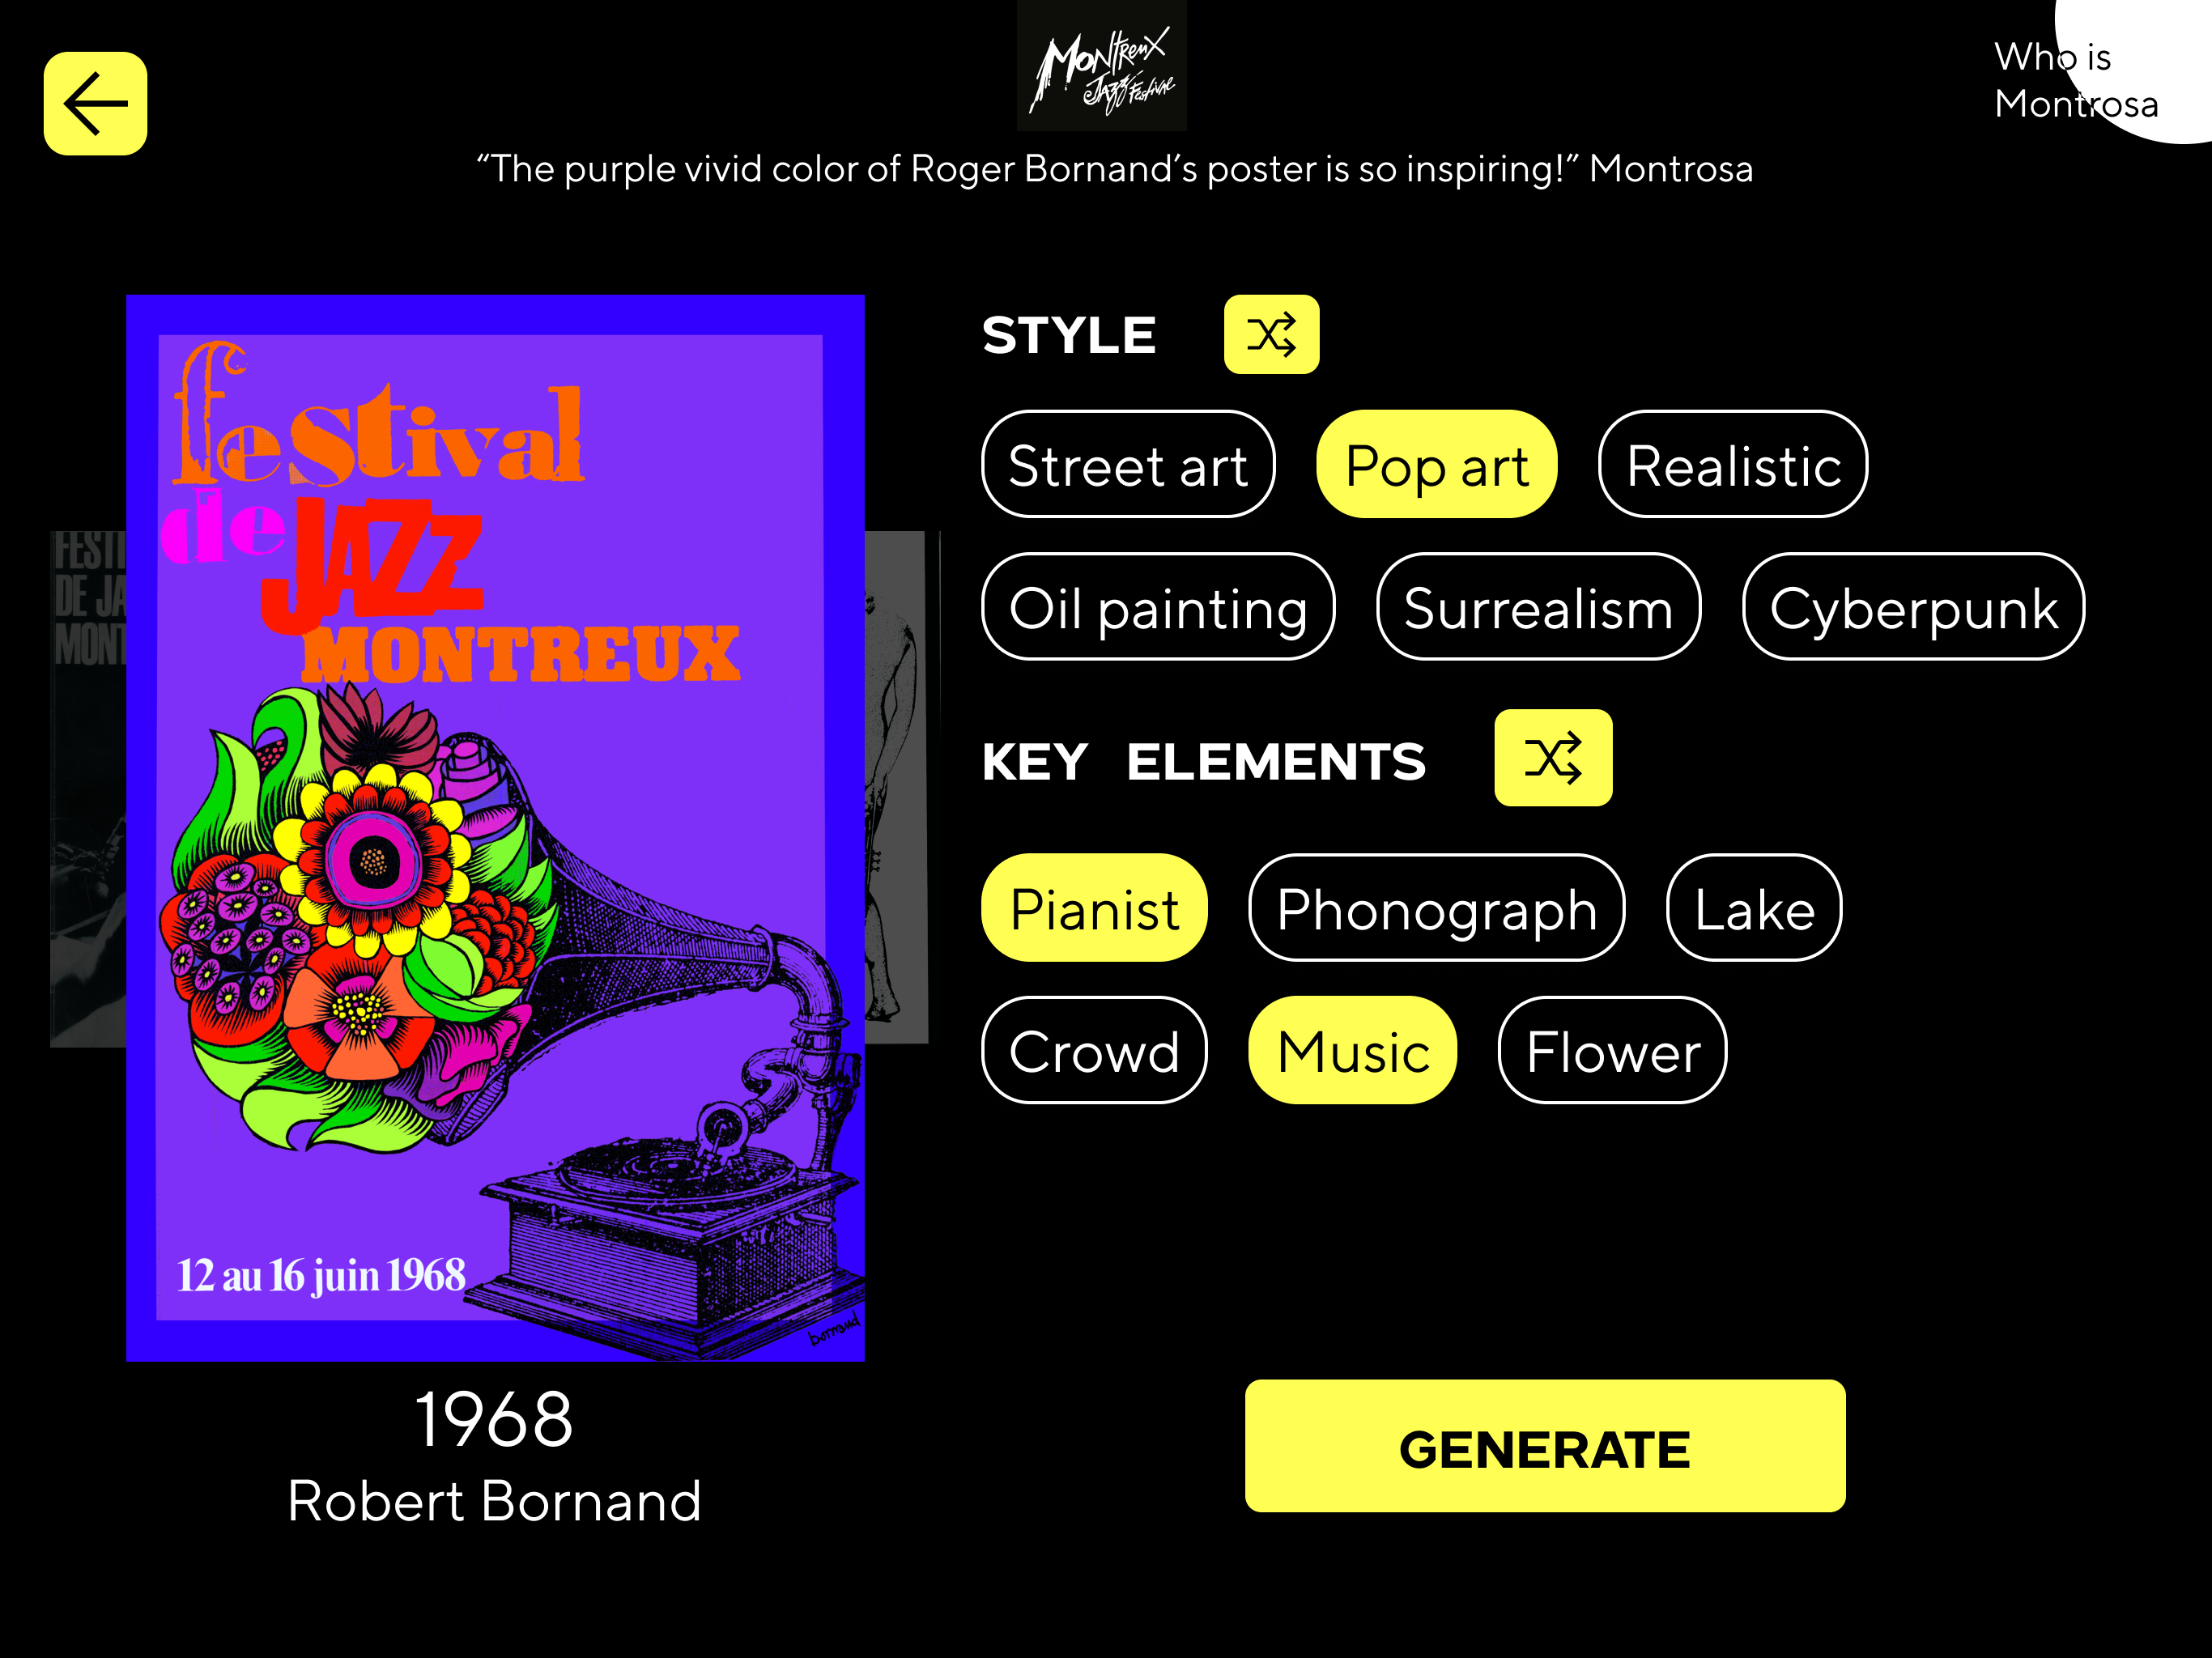 Montreux
Jazz Festival
Who is
Montrosa
“The purple vivid color of Roger Bornand’s poster is so inspiring!” Montrosa
festival
de JAZZ
MONTREUX
12 au 16 juin 1968
bornand
FESTI
DE JA
MONT
1968
Robert Bornand
STYLE
Street art Pop art Realistic
Oil painting Surrealism Cyberpunk
KEY ELEMENTS
Pianist Phonograph Lake
Crowd Music Flower
GENERATE